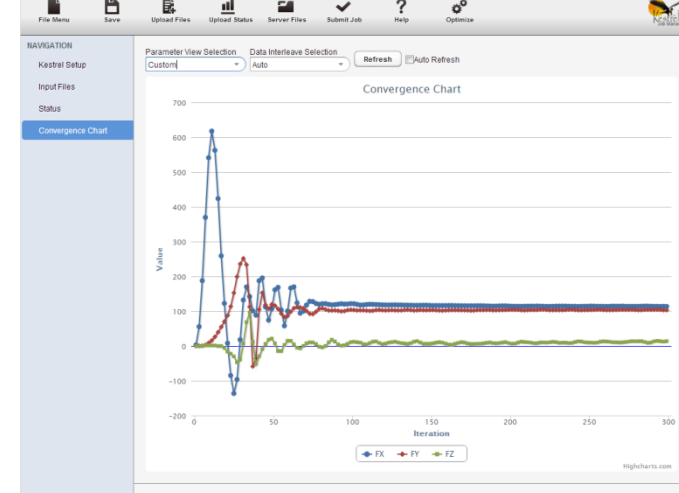 File Menu Save Upload Files Upload Status Server Files Submit Job Help Optimize
Kestrel
NAVIGATION
Kestrel Setup
Input Files
Status
Convergence Chart
Parameter View Selection Data Interleave Selection
Custom Auto Refresh Auto Refresh
Convergence Chart
700
600
500
400
300
200
100
0
-100
-200
Value
0 50 100 150 200 250 300
Iteration
FX FY FZ
Highcharts.com